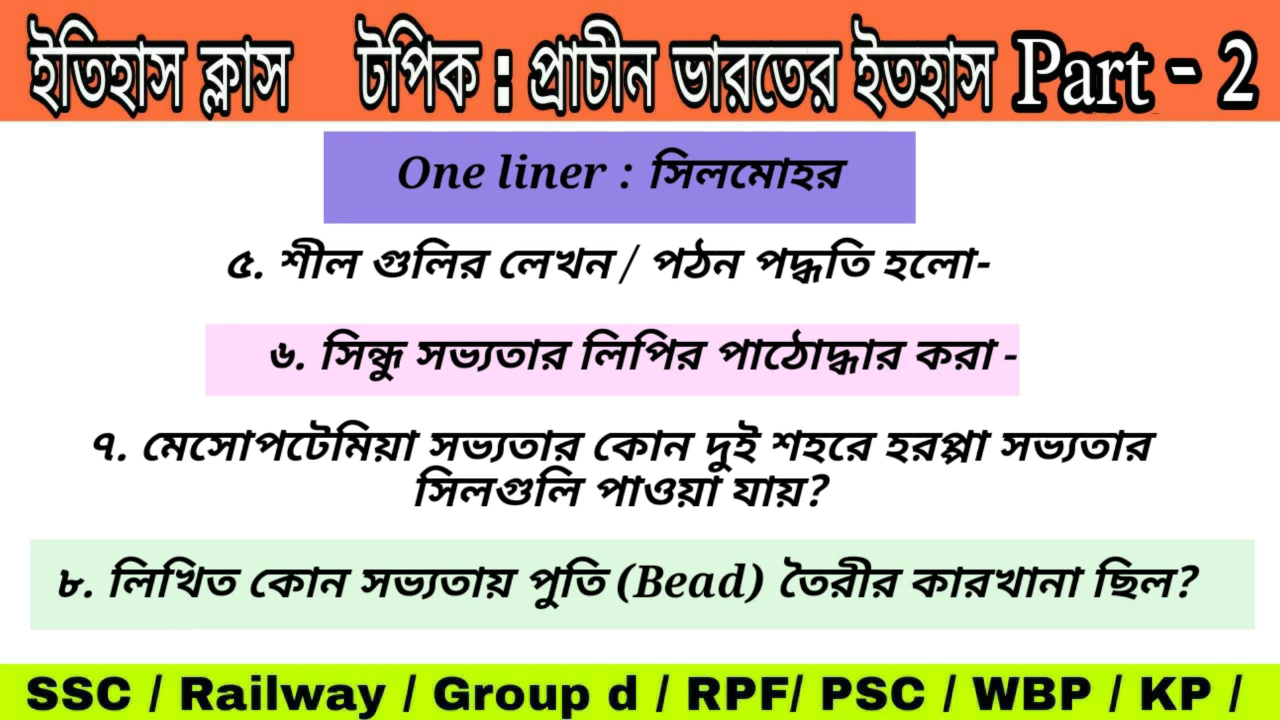 ইতিহাস ক্লাস টপিক : প্রাচীন ভারতের ইতহাস Part - 2
One liner : সিলমোহর
৫. শীল গুলির লেখন / পঠন পদ্ধতি হলো-
৬. সিন্ধু সভ্যতার লিপির পাঠোদ্ধার করা -
৭. মেসোপটেমিয়া সভ্যতার কোন দুই শহরে হরপ্পা সভ্যতার
সিলগুলি পাওয়া যায়?
৮. লিখিত কোন সভ্যতায় পুতি (Bead) তৈরীর কারখানা ছিল?
SSC / Railway / Group d / RPF/ PSC / WBP / KP /